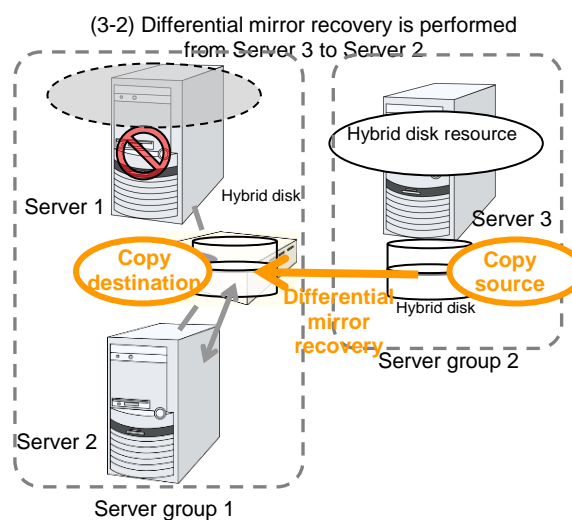 (3-2) Differential mirror recovery is performed
from Server 3 to Server 2
Hybrid disk resource
Server 1
Hybrid disk
Server 3
Copy
destination
Copy
source
Differential
mirror
recovery
Hybrid disk
Server group 2
Server 2
Server group 1